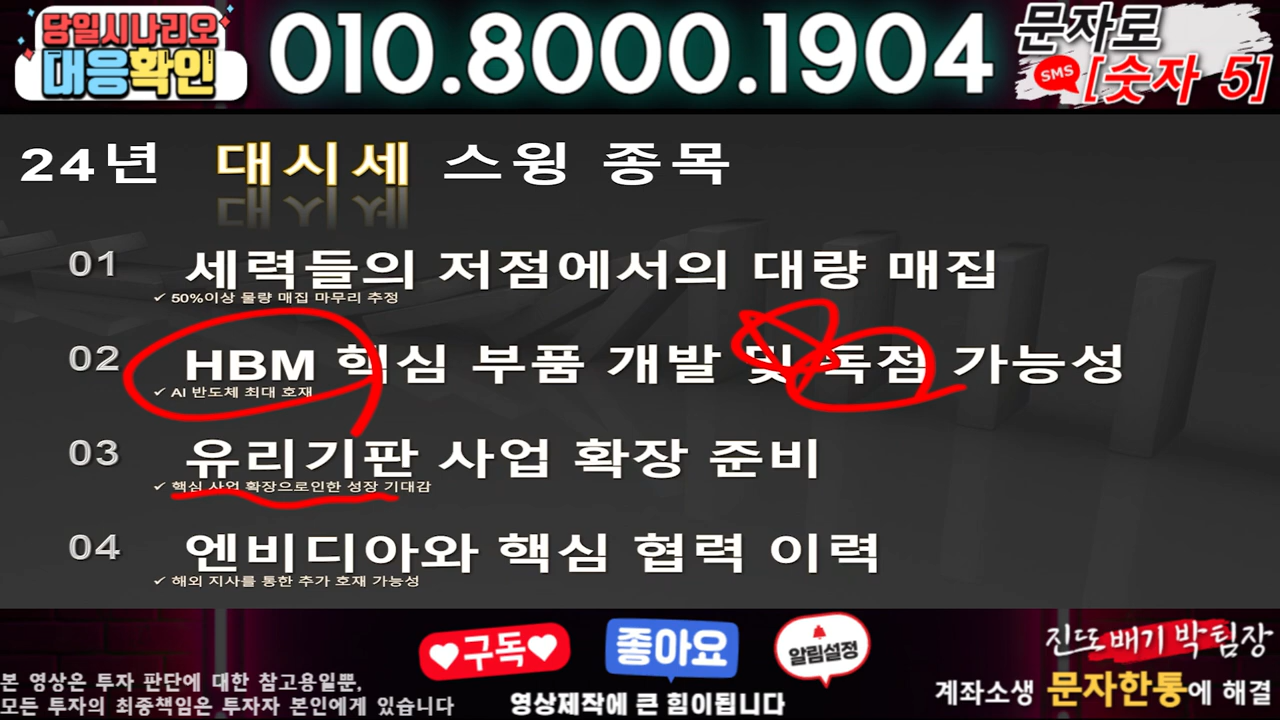 당일시나리오
대응확인
010.8000.1904
문자로
SMS
[숫자 5]
24년 대시세 스윙 종목
01 세력들의 저점에서의 대량 매집
✓ 50%이상 물량 매집 마무리 추정
02 HBM 핵심 부품 개발 및 독점 가능성
✓ AI 반도체 최대 호재
03 유리기판 사업 확장 준비
✓ 핵심 사업 확장으로인한 성장 기대감
04 엔비디아와 핵심 협력 이력
✓ 해외 지사를 통한 추가 호재 가능성
구독
좋아요
알림설정
영상제작에 큰 힘이됩니다
본 영상은 투자 판단에 대한 참고용일뿐,
모든 투자의 최종책임은 투자자 본인에게 있습니다
진또배기 박팀장
계좌소생 문자한통에 해결